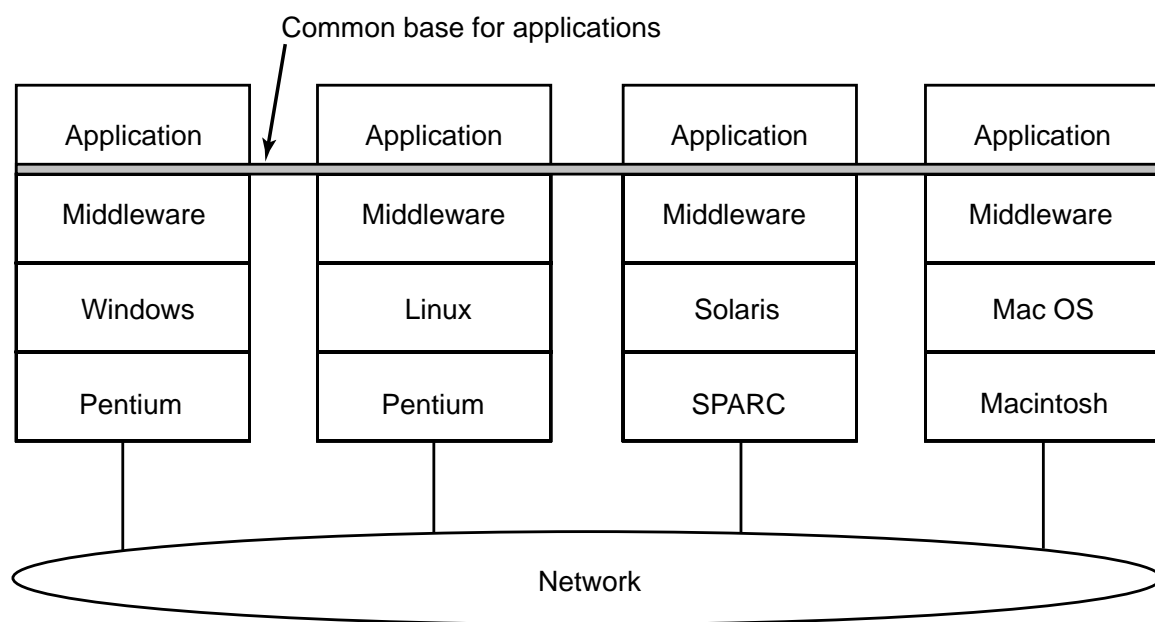 Common base for applications
Application Application Application Application
Middleware Middleware Middleware Middleware
Windows Linux Solaris Mac OS
Pentium Pentium SPARC Macintosh
Network